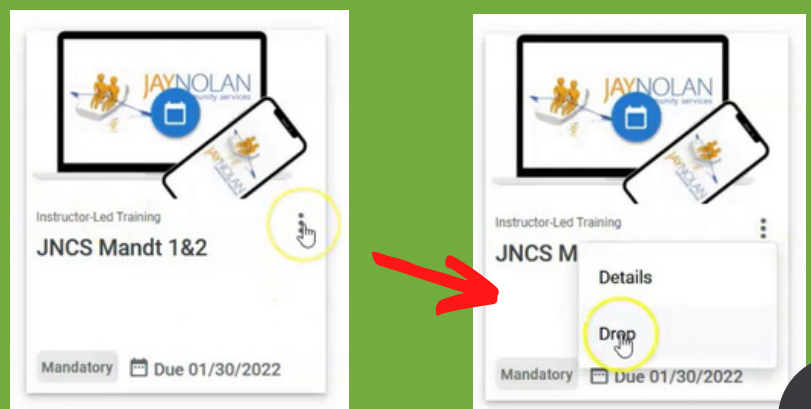 JAYNOLAN
community services
JAYNOLAN
Instructor-Led Training
JNCS Mandt 1&2
Mandatory
Due 01/30/2022
JAYNOLAN
community services
JAYNOLAN
Instructor-Led Training
JNCS M
Details
Drop
Mandatory
Due 01/30/2022